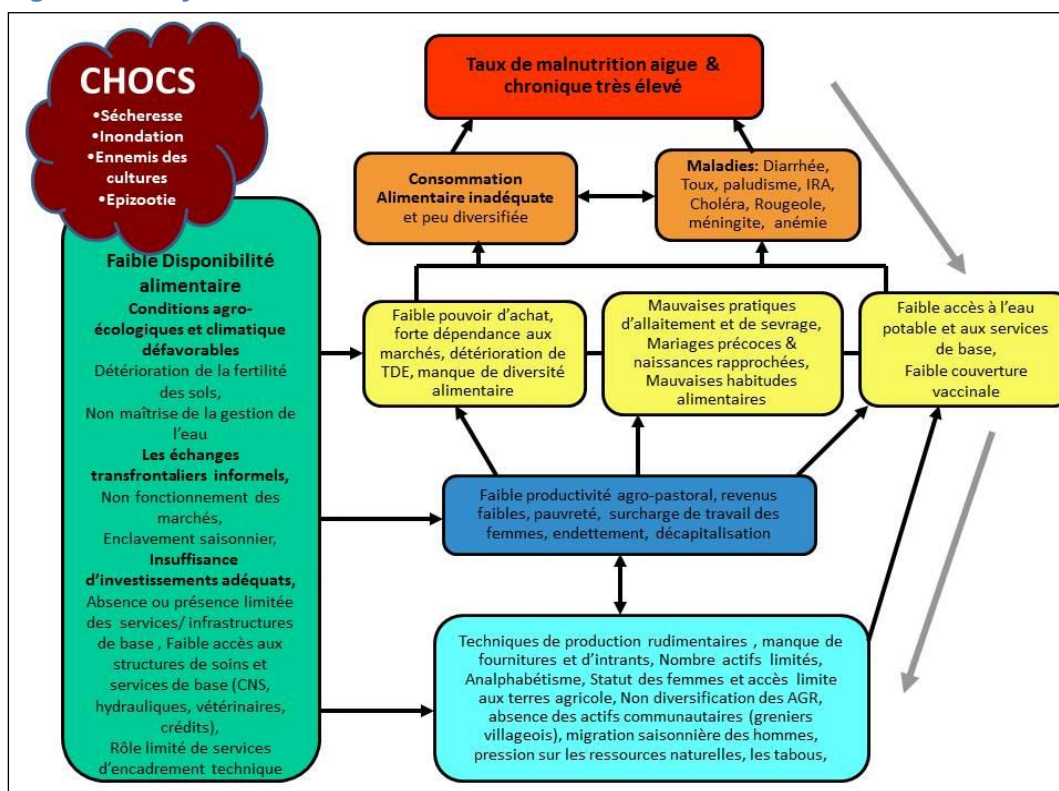 CHOCS
•Sécheresse
•Inondation
•Ennemis des
cultures
•Epizootie
Taux de malnutrition aigue &
chronique très élevé
Consommation
Alimentaire inadéquate
et peu diversifiée
Maladies: Diarrhée,
Toux, paludisme, IRA,
Choléra, Rougeole,
méningite, anémie
Faible Disponibilité
alimentaire
Conditions agro-
écologiques et climatique
défavorables
Détérioration de la fertilité
des sols,
Non maîtrise de la gestion de
l'eau
Les échanges
transfrontaliers informels,
Non fonctionnement des
marchés,
Enclavement saisonnier,
Insuffisance
d'investissements adéquats,
Absence ou présence limitée
des services/ infrastructures
de base , Faible accès aux
structures de soins et
services de base (CNS,
hydrauliques, vétérinaires,
crédits),
Rôle limité de services
d'encadrement technique
Faible pouvoir d'achat,
forte dépendance aux
marchés, détérioration de
TDE, manque de diversité
alimentaire
Mauvaises pratiques
d'allaitement et de sevrage,
Mariages précoces &
naissances rapprochées,
Mauvaises habitudes
alimentaires
Faible accès à l'eau
potable et aux services
de base,
Faible couverture
vaccinale
Faible productivité agro-pastoral, revenus
faibles, pauvreté, surcharge de travail des
femmes, endettement, décapitalisation
Techniques de production rudimentaires , manque de
fournitures et d'intrants, Nombre actifs limités,
Analphabétisme, Statut des femmes et accès limite
aux terres agricole, Non diversification des AGR,
absence des actifs communautaires (greniers
villageois), migration saisonnière des hommes,
pression sur les ressources naturelles, les tabous,